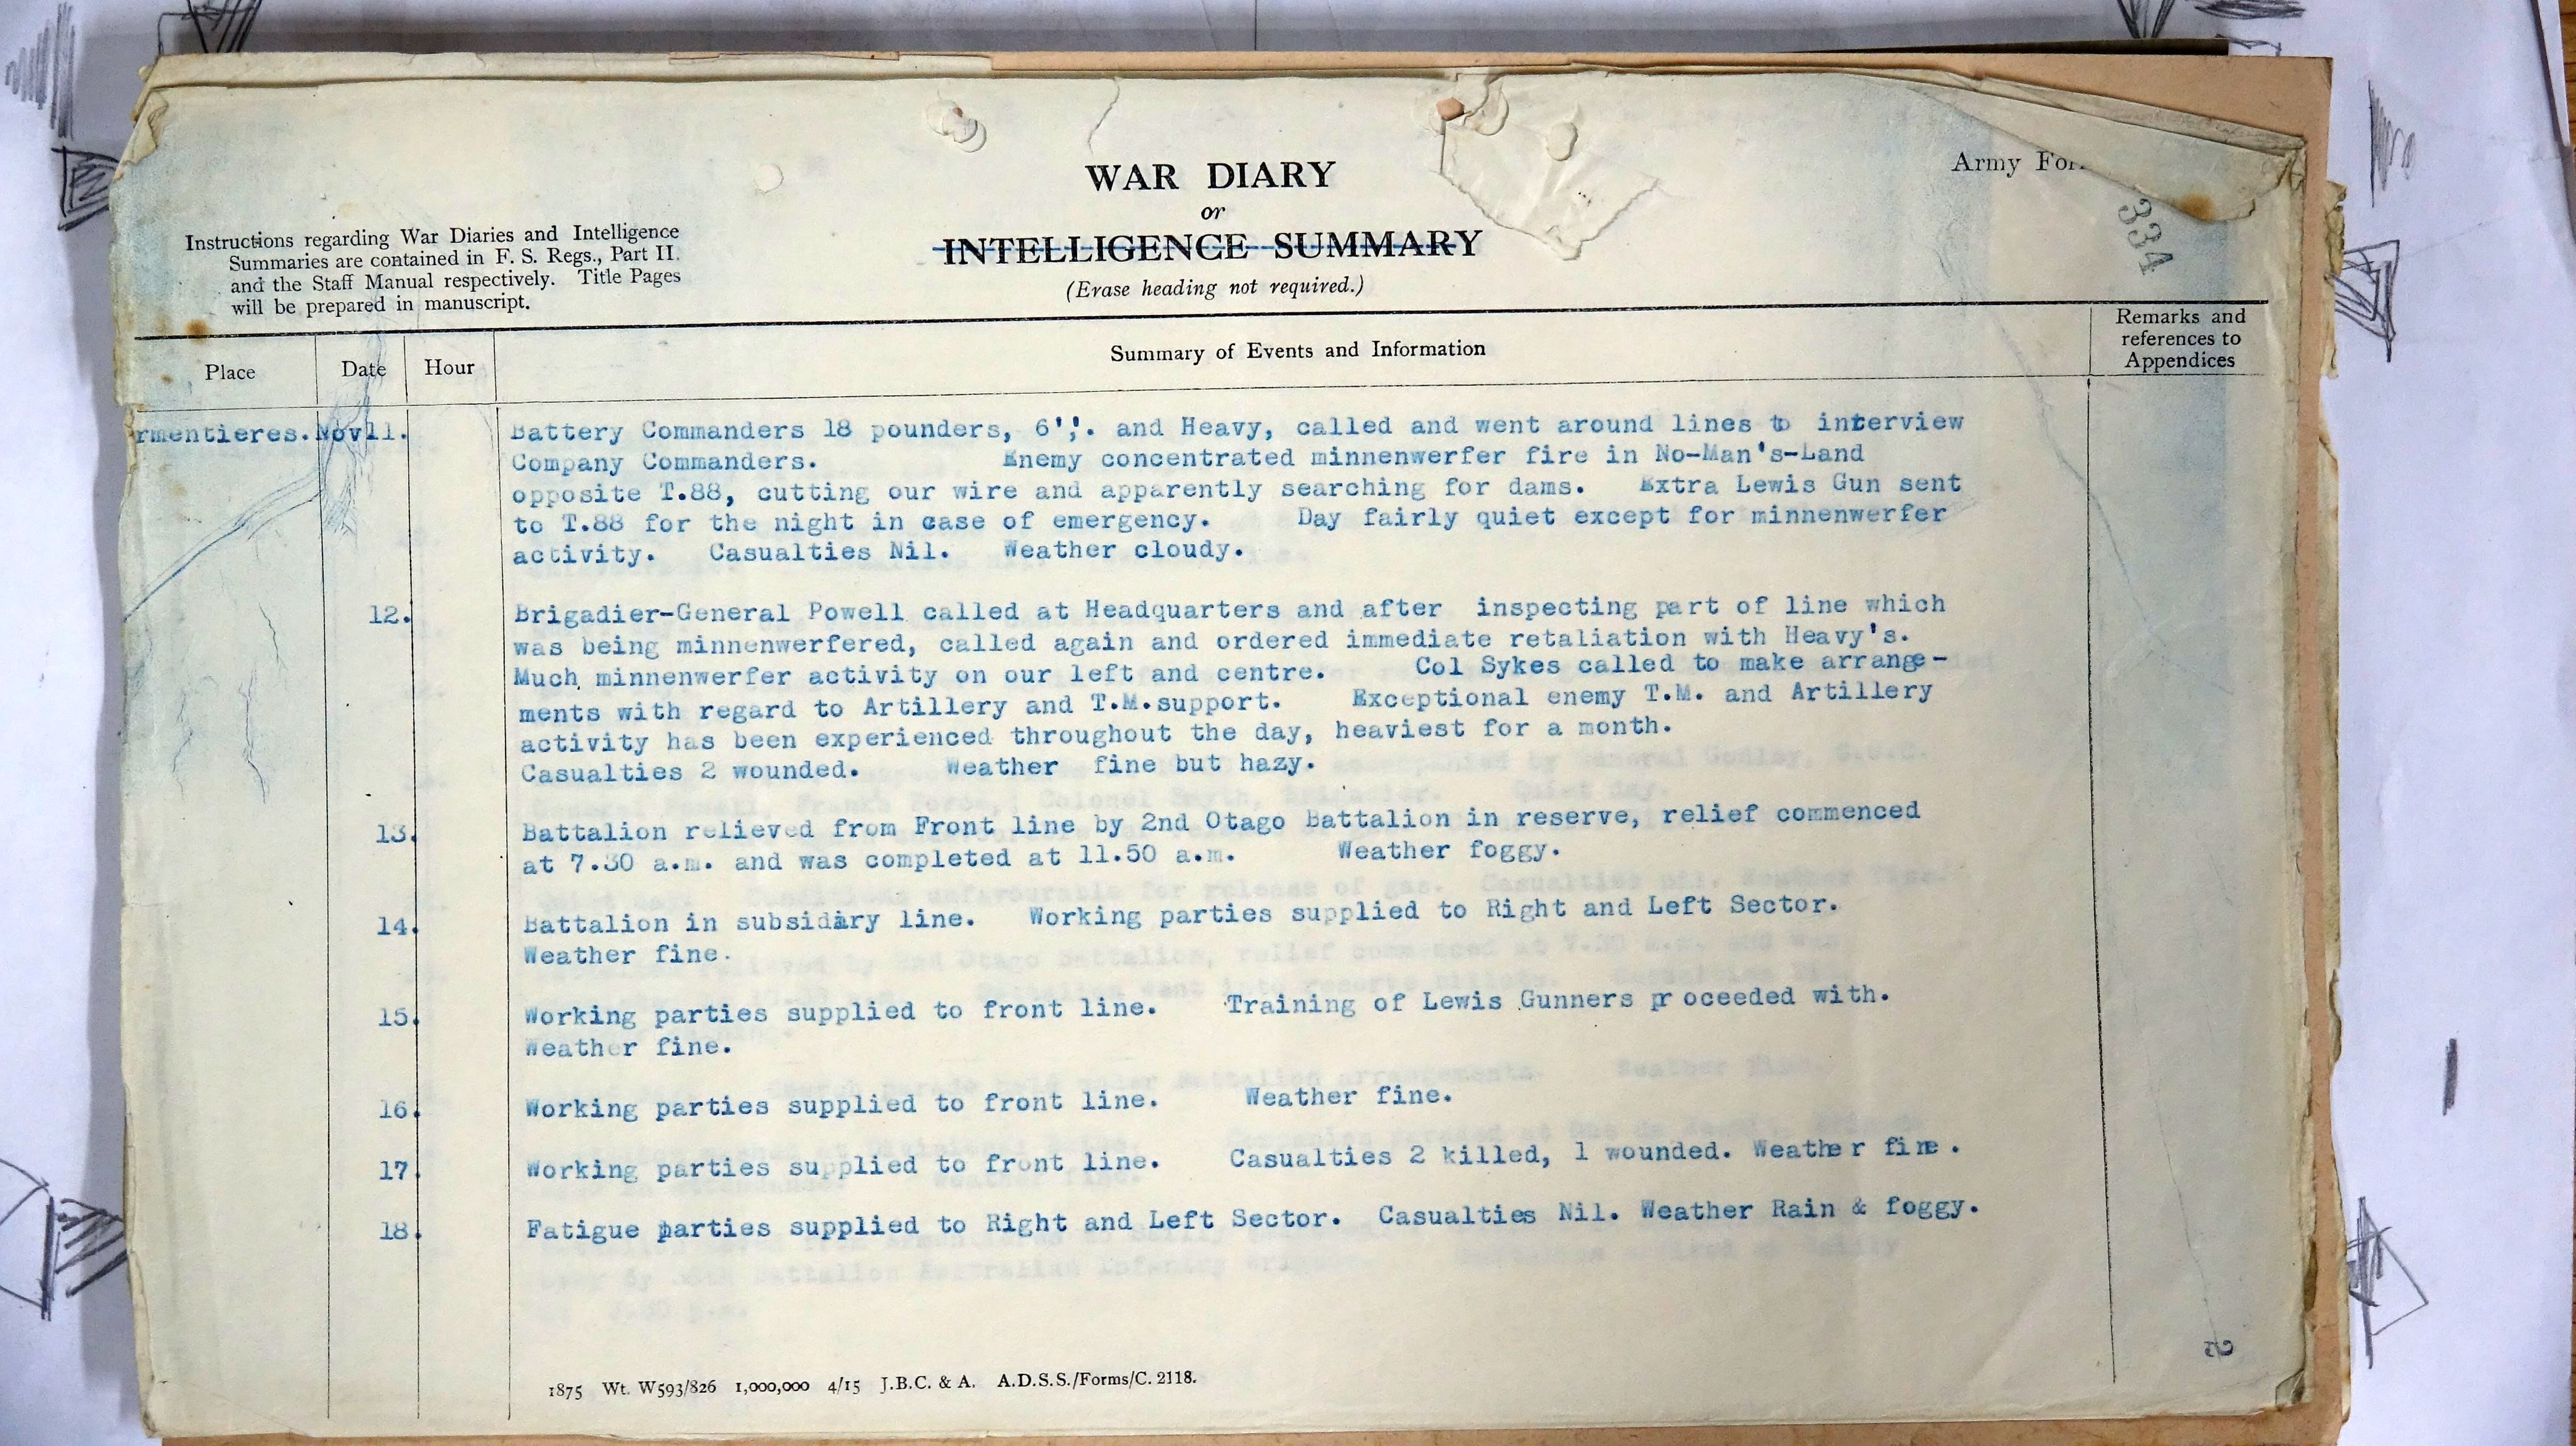 Army For
334
WAR DIARY
or
INTELLIGENCE SUMMARY
(Erase heading not required.)
Instructions regarding War Diaries and Intelligence
Summaries are contained in F. S. Regs., Part II.
and the Staff Manual respectively. Title Pages
will be prepared in manuscript.
Place Date Hour Summary of Events and Information Remarks and
references to
Appendices
rmentieres. Nov11. Battery Commanders 18 pounders, 6';'. and Heavy, called and went around lines to interview
Company Commanders. Enemy concentrated minnenwerfer fire in No-Man's-Land
opposite T.88, cutting our wire and apparently searching for dams. Extra Lewis Gun sent
to T.88 for the night in case of emergency. Day fairly quiet except for minnenwerfer
activity. Casualties Nil. Weather cloudy.
12. Brigadier-General Powell called at Headquarters and after inspecting part of line which
was being minnenwerfered, called again and ordered immediate retaliation with Heavy's.
Much minnenwerfer activity on our left and centre. Col Sykes called to make arrange-
ments with regard to Artillery and T.M.support. Exceptional enemy T.M. and Artillery
activity has been experienced throughout the day, heaviest for a month.
Casualties 2 wounded. Weather fine but hazy.
13. Battalion relieved from Front line by 2nd Otago Battalion in reserve, relief commenced
at 7.30 a.m. and was completed at 11.50 a.m. Weather foggy.
14. Battalion in subsidiary line. Working parties supplied to Right and Left Sector.
Weather fine.
15. Working parties supplied to front line. Training of Lewis Gunners proceeded with.
Weather fine.
16. Working parties supplied to front line. Weather fine.
17. Working parties supplied to front line. Casualties 2 killed, 1 wounded. Weather fine.
18. Fatigue parties supplied to Right and Left Sector. Casualties Nil. Weather Rain & foggy.
1875 Wt. W593/826 1,000,000 4/15 J.B.C. & A. A.D.S.S./Forms/C. 2118.